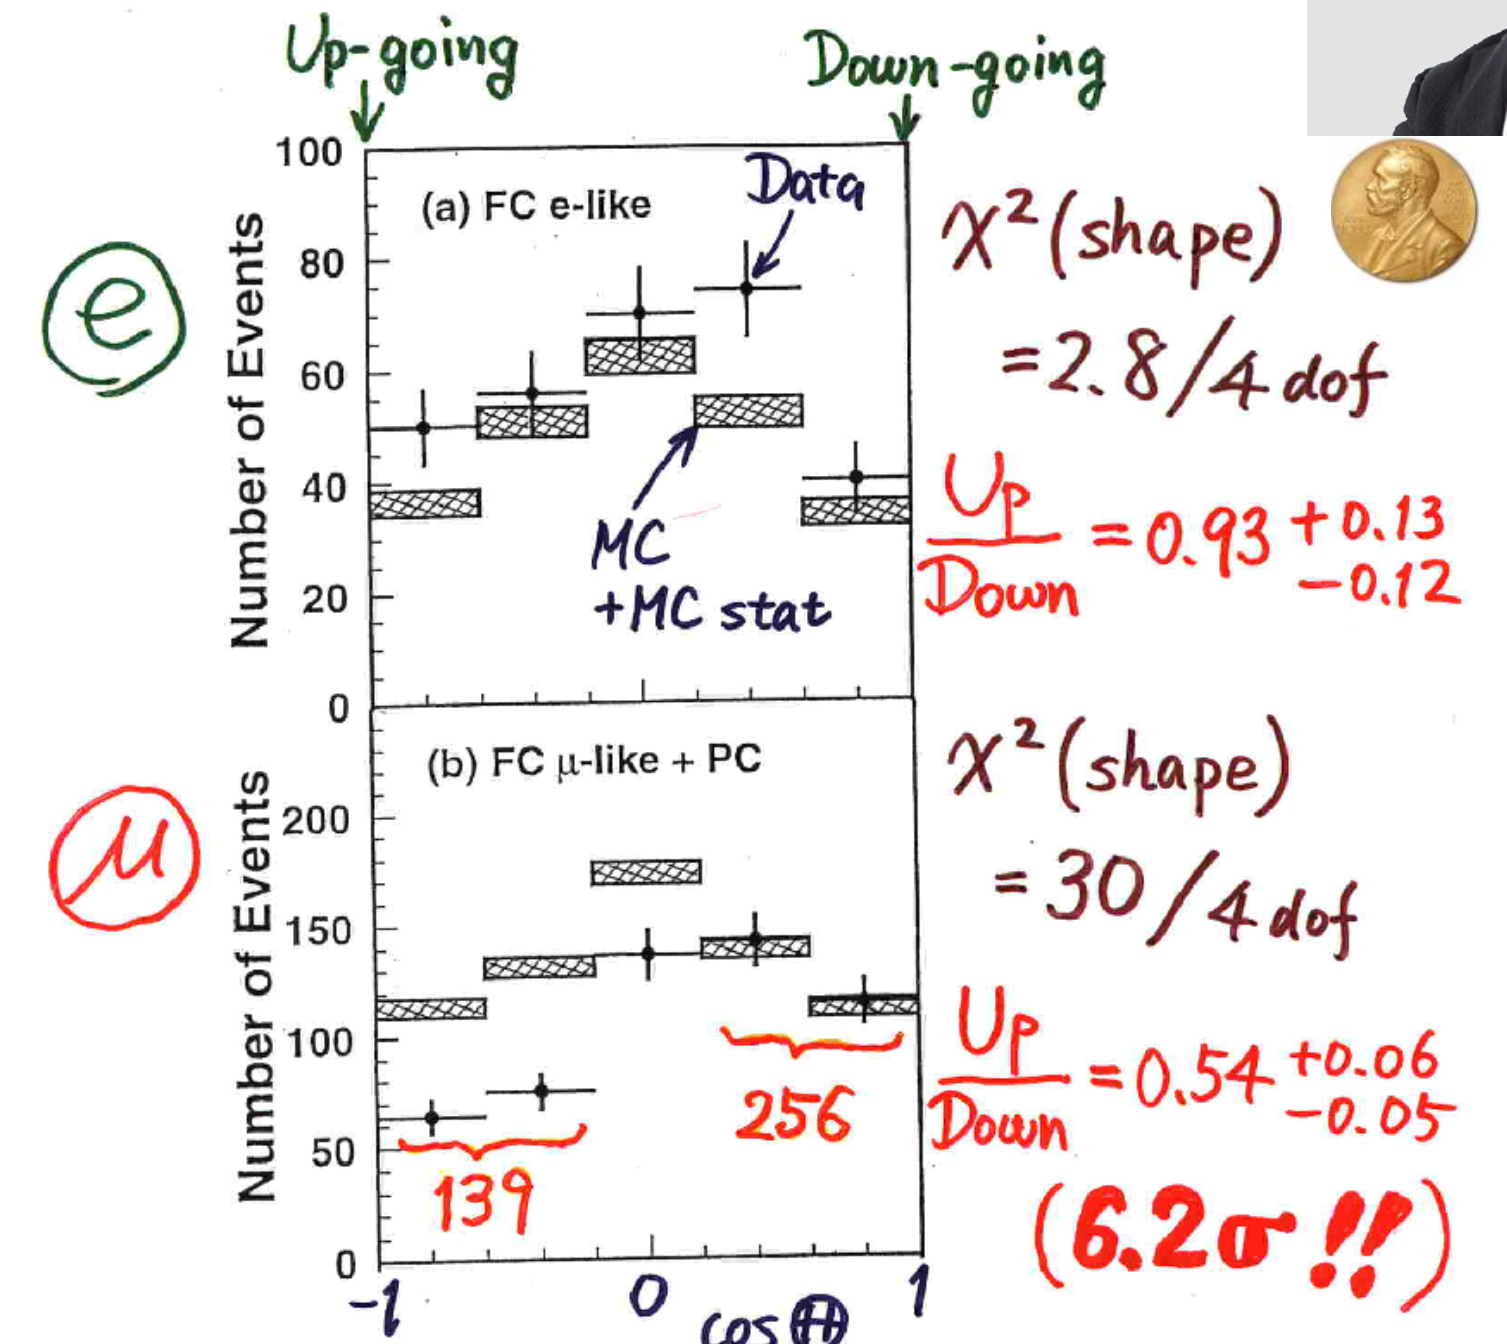 Up-going
Down-going
100
80
60
40
20
0
Number of Events
(a) FC e-like
Data
MC
+MC stat
e
χ² (shape)
= 2.8 / 4 dof
Up
Down
= 0.93 +0.13
−0.12
200
150
100
50
0
Number of Events
(b) FC μ-like + PC
μ
139
256
χ² (shape)
= 30 / 4 dof
Up
Down
= 0.54 +0.06
−0.05
(6.2σ !!)
-1
0
1
cos Θ